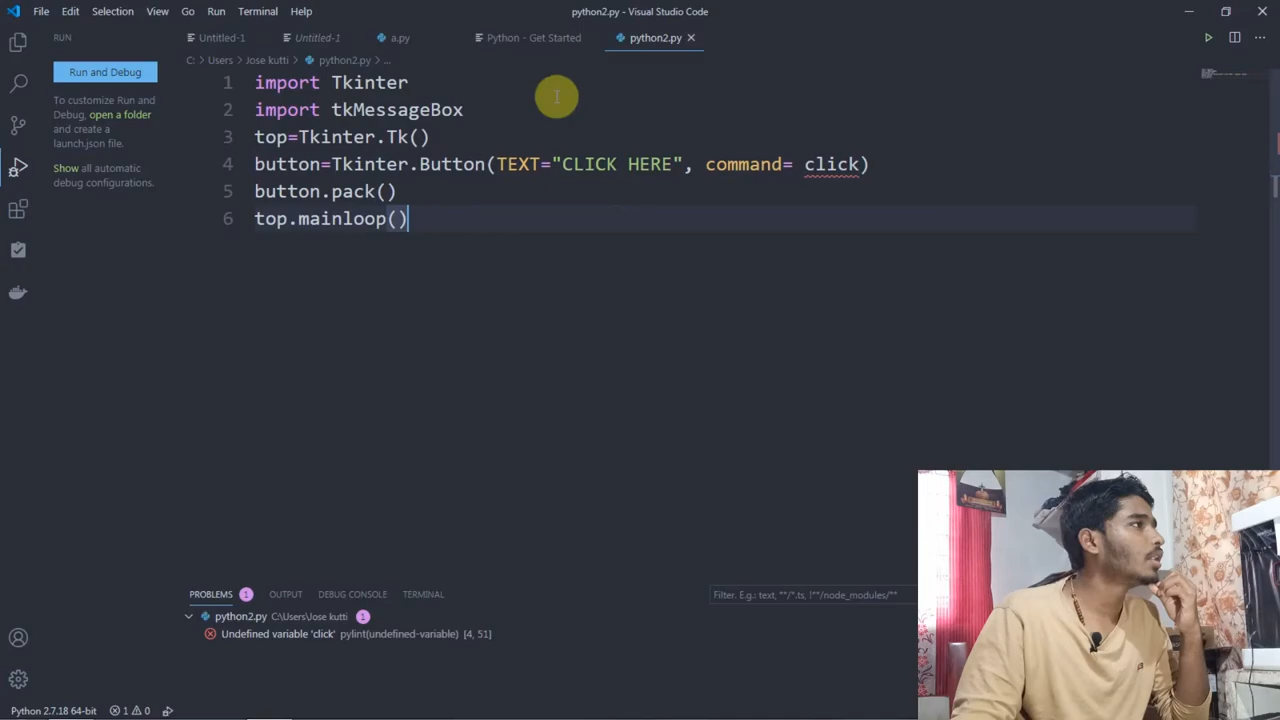 File Edit Selection View Go Run Terminal Help
python2.py - Visual Studio Code
RUN
Run and Debug
To customize Run and
Debug, open a folder
and create a
launch.json file.
Show all automatic
debug configurations.
Untitled-1 Untitled-1 a.py Python - Get Started python2.py
C: > Users > Jose kutti > python2.py > ...
1 import Tkinter
2 import tkMessageBox
3 top=Tkinter.Tk()
4 button=Tkinter.Button(TEXT="CLICK HERE", command= click)
5 button.pack()
6 top.mainloop()
PROBLEMS 1 OUTPUT DEBUG CONSOLE TERMINAL
Filter. E.g.: text, **/*.ts, !**/node_modules/**
python2.py C:\Users\Jose kutti 1
Undefined variable 'click' pylint(undefined-variable) [4, 51]
Python 2.7.18 64-bit 1 0